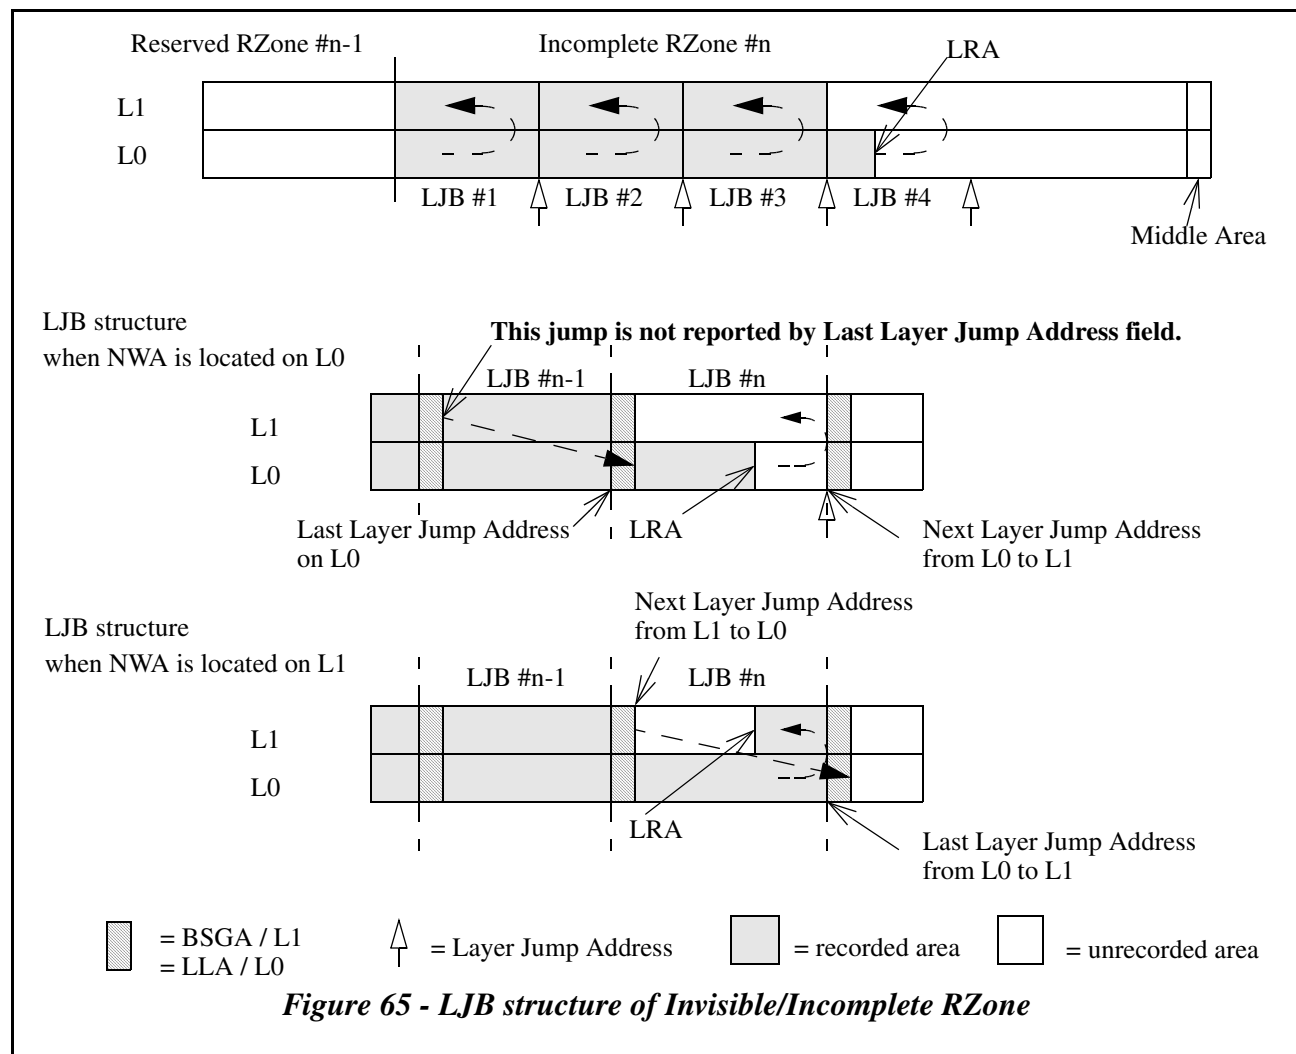 Reserved RZone #n-1
Incomplete RZone #n
LRA
L1
L0
LJB #1
LJB #2
LJB #3
LJB #4
Middle Area
LJB structure
when NWA is located on L0
This jump is not reported by Last Layer Jump Address field.
LJB #n-1
LJB #n
L1
L0
Last Layer Jump Address
on L0
LRA
Next Layer Jump Address
from L0 to L1
Next Layer Jump Address
from L1 to L0
LJB structure
when NWA is located on L1
LJB #n-1
LJB #n
L1
L0
LRA
Last Layer Jump Address
from L0 to L1
= BSGA / L1
= LLA / L0
= Layer Jump Address
= recorded area
= unrecorded area
Figure 65 - LJB structure of Invisible/Incomplete RZone